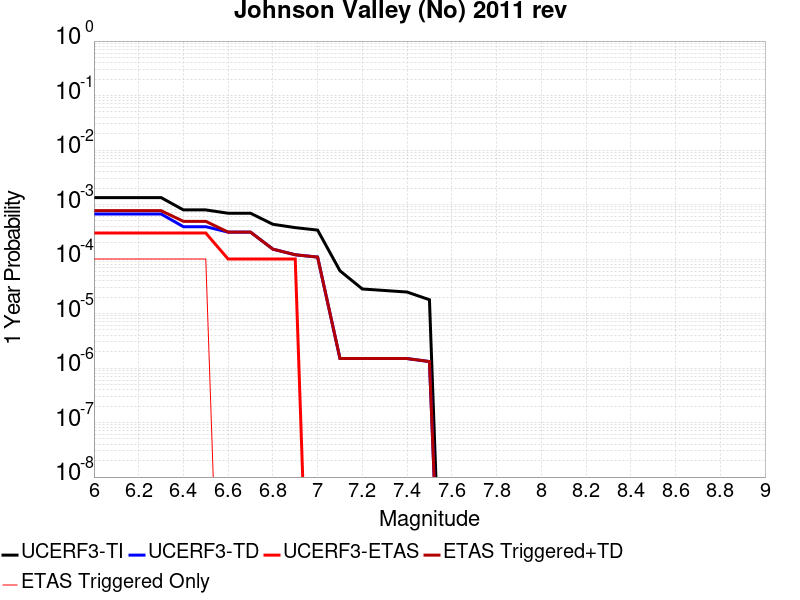 Johnson Valley (No) 2011 rev
10^0
10^-1
10^-2
10^-3
10^-4
10^-5
10^-6
10^-7
10^-8
1 Year Probability
6 6.2 6.4 6.6 6.8 7 7.2 7.4 7.6 7.8 8 8.2 8.4 8.6 8.8 9
Magnitude
UCERF3-TI UCERF3-TD UCERF3-ETAS ETAS Triggered+TD
ETAS Triggered Only